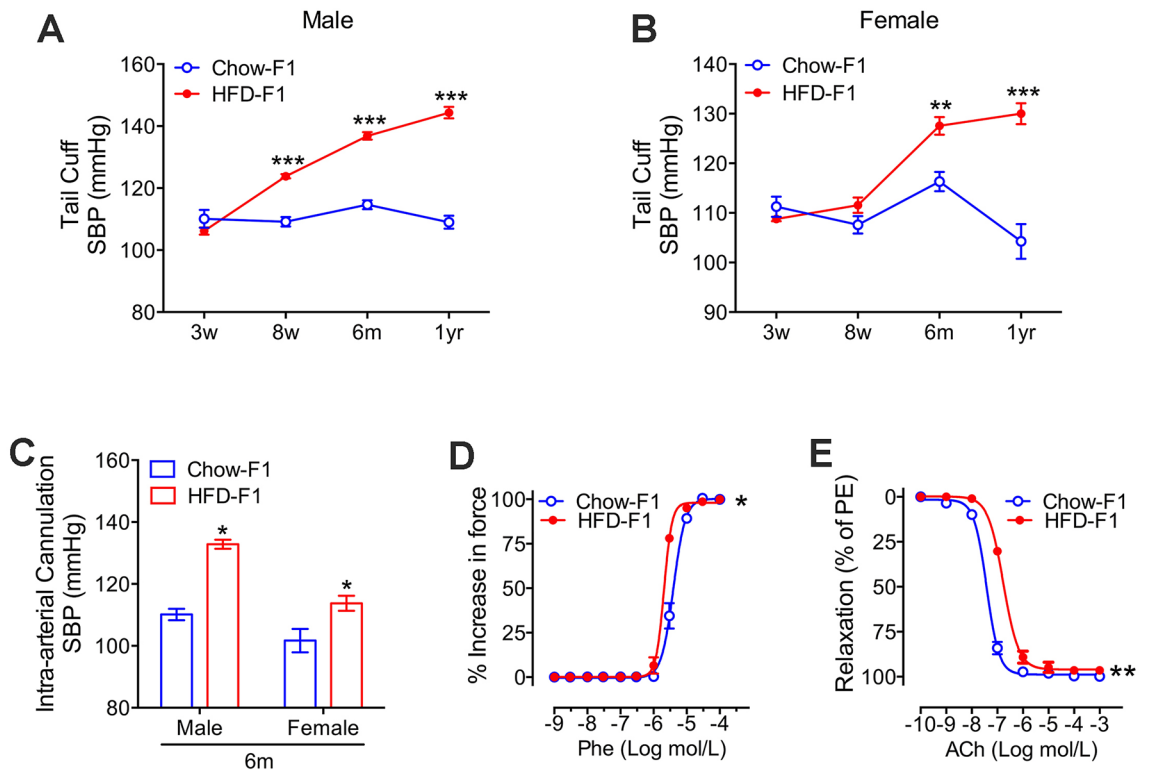 A
Male
Tail Cuff
SBP (mmHg)
160
140
120
100
80
Chow-F1
HFD-F1
***
***
***
3w
8w
6m
1yr
B
Female
Tail Cuff
SBP (mmHg)
140
130
120
110
100
90
Chow-F1
HFD-F1
**
***
3w
8w
6m
1yr
C
Intra-arterial Cannulation
SBP (mmHg)
160
140
120
100
80
Chow-F1
HFD-F1
*
*
Male
Female
6m
D
% Increase in force
100
75
50
25
0
Chow-F1
HFD-F1
*
-9 -8 -7 -6 -5 -4
Phe (Log mol/L)
E
Relaxation (% of PE)
0
25
50
75
100
Chow-F1
HFD-F1
**
-10 -9 -8 -7 -6 -5 -4 -3
ACh (Log mol/L)